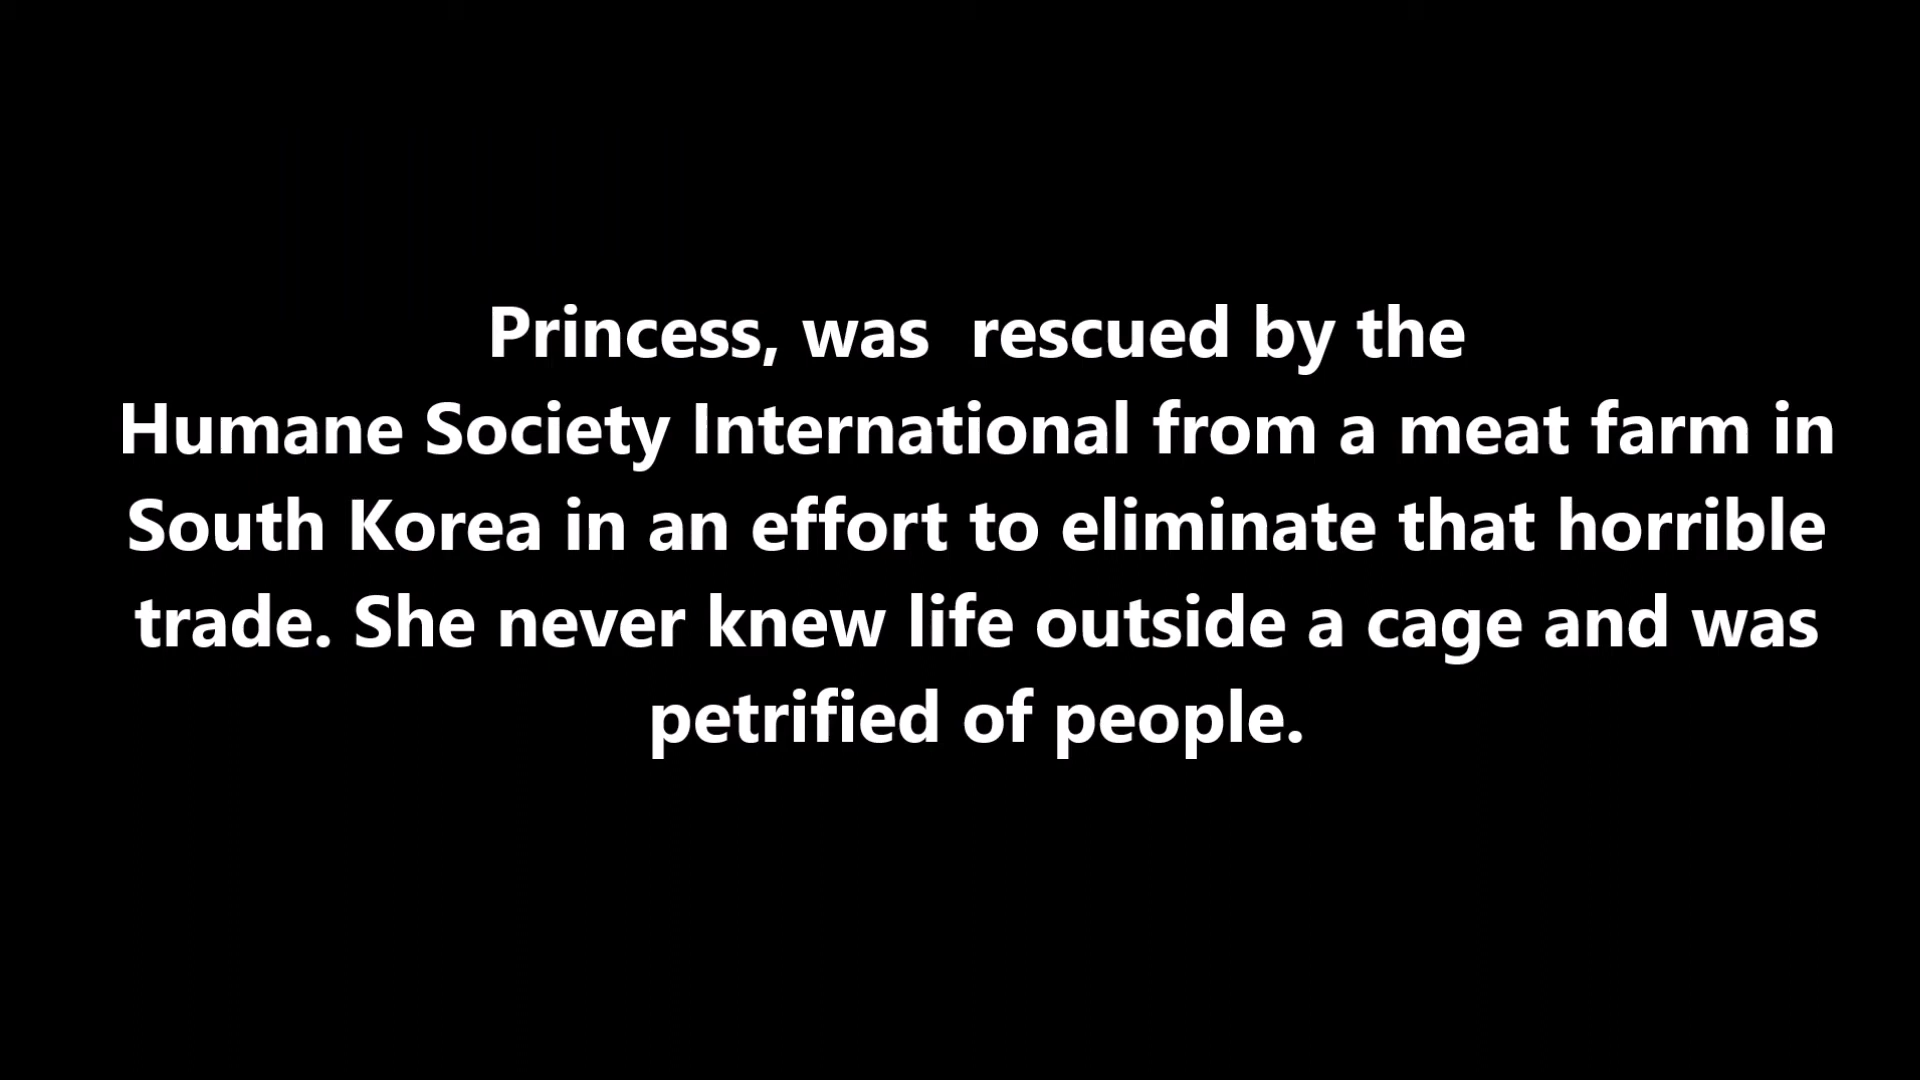 Princess, was  rescued by the
Humane Society International from a meat farm in
South Korea in an effort to eliminate that horrible
trade. She never knew life outside a cage and was
petrified of people.